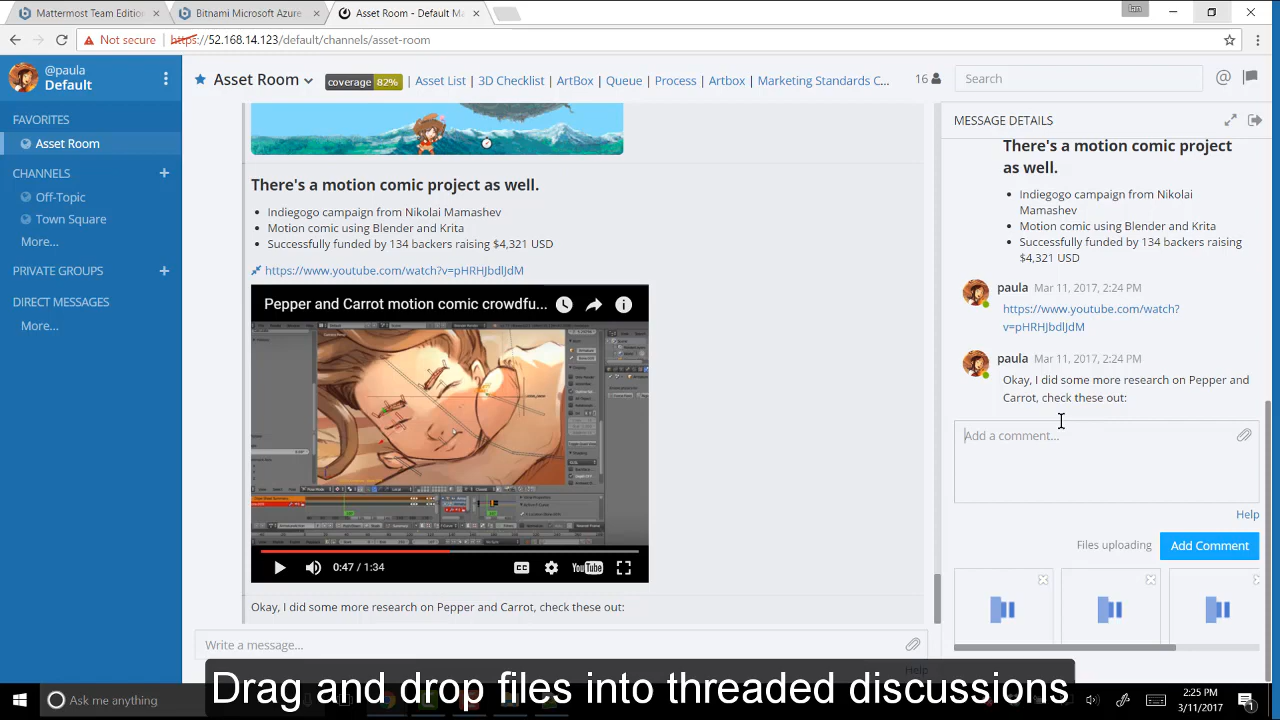 Mattermost Team Edition
Bitnami Microsoft Azure
Asset Room - Default Ma
Not secure
https://52.168.14.123/default/channels/asset-room
@paula
Default
FAVORITES
Asset Room
CHANNELS
Off-Topic
Town Square
More...
PRIVATE GROUPS
DIRECT MESSAGES
More...
Asset Room
coverage 82% | Asset List | 3D Checklist | ArtBox | Queue | Process | Artbox | Marketing Standards C...
16
Search
@
There's a motion comic project as well.
Indiegogo campaign from Nikolai Mamashev
Motion comic using Blender and Krita
Successfully funded by 134 backers raising $4,321 USD
https://www.youtube.com/watch?v=pHRHJbdlJdM
Pepper and Carrot motion comic crowdfu...
0:47 / 1:34
CC
YouTube
Okay, I did some more research on Pepper and Carrot, check these out:
Write a message...
Help
MESSAGE DETAILS
There's a motion comic project
as well.
Indiegogo campaign from Nikolai
Mamashev
Motion comic using Blender and Krita
Successfully funded by 134 backers raising
$4,321 USD
paula Mar 11, 2017, 2:24 PM
https://www.youtube.com/watch?
v=pHRHJbdlJdM
paula Mar 11, 2017, 2:24 PM
Okay, I did some more research on Pepper and
Carrot, check these out:
Add a comment...
Help
Files uploading
Add Comment
Drag and drop files into threaded discussions
Ask me anything
2:25 PM
3/11/2017
1